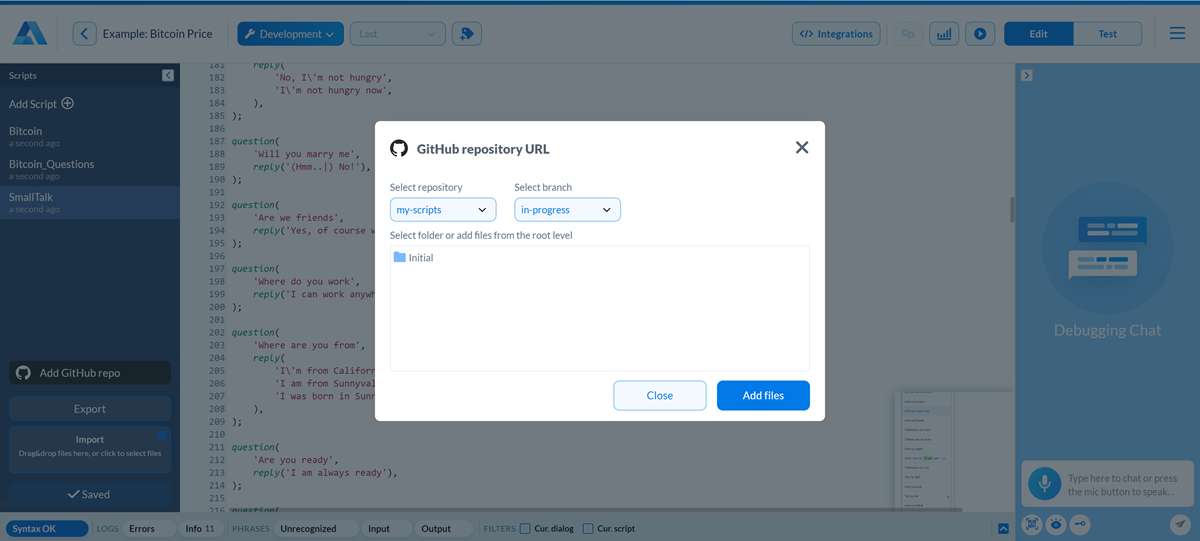 Example: Bitcoin Price
Development
Last
Integrations
Edit
Test
Scripts
Add Script
Bitcoin
a second ago
Bitcoin_Questions
a second ago
SmallTalk
a second ago
Add GitHub repo
Export
Import
Drag&drop files here, or click to select files
Saved
181 reply(
182 'No, I\'m not hungry',
183 'I\'m not hungry now',
184 ),
185 );
186
187 question(
188 'Will you marry me',
189 reply('(Hmm..|) No!'),
190 );
191
192 question(
193 'Are we friends',
194 reply('Yes, of course
195 );
196
197 question(
198 'Where do you work',
199 reply('I can work
200 );
201
202 question(
203 'Where are you from',
204 reply(
205 'I\'m from
206 'I am from
207 'I was born in
208 ),
209 );
210
211 question(
212 'Are you ready',
213 reply('I am always ready'),
214 );
215
216 question(
GitHub repository URL
Select repository
Select branch
my-scripts
in-progress
Select folder or add files from the root level
Initial
Close
Add files
Debugging Chat
Type here to chat or press
the mic button to speak...
Syntax OK
LOGS
Errors
Info 11
PHRASES
Unrecognized
Input
Output
FILTERS
Cur. dialog
Cur. script